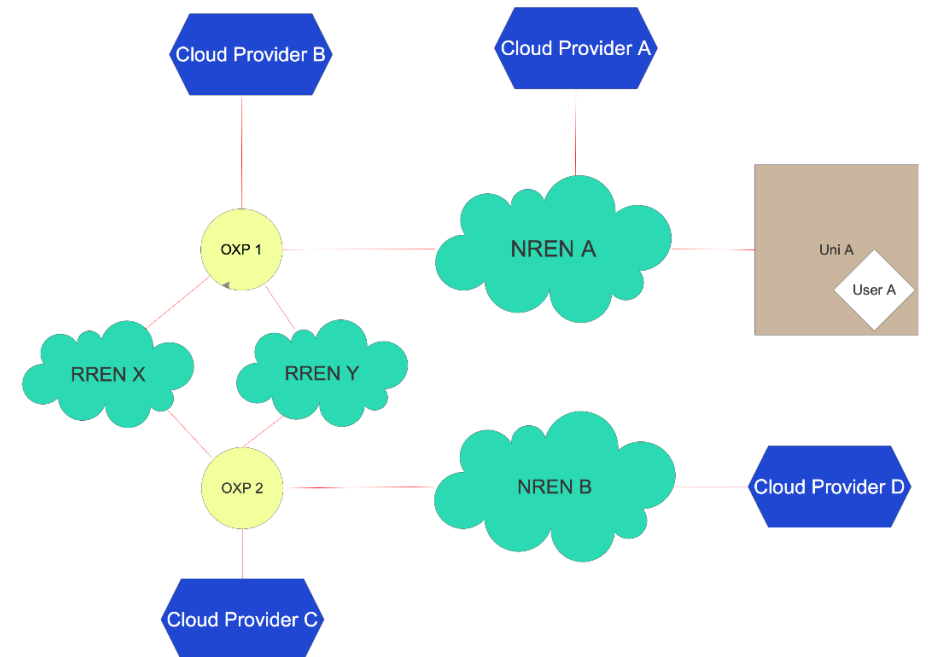 Cloud Provider B
Cloud Provider A
OXP 1
NREN A
Uni A
User A
RREN X
RREN Y
OXP 2
NREN B
Cloud Provider D
Cloud Provider C